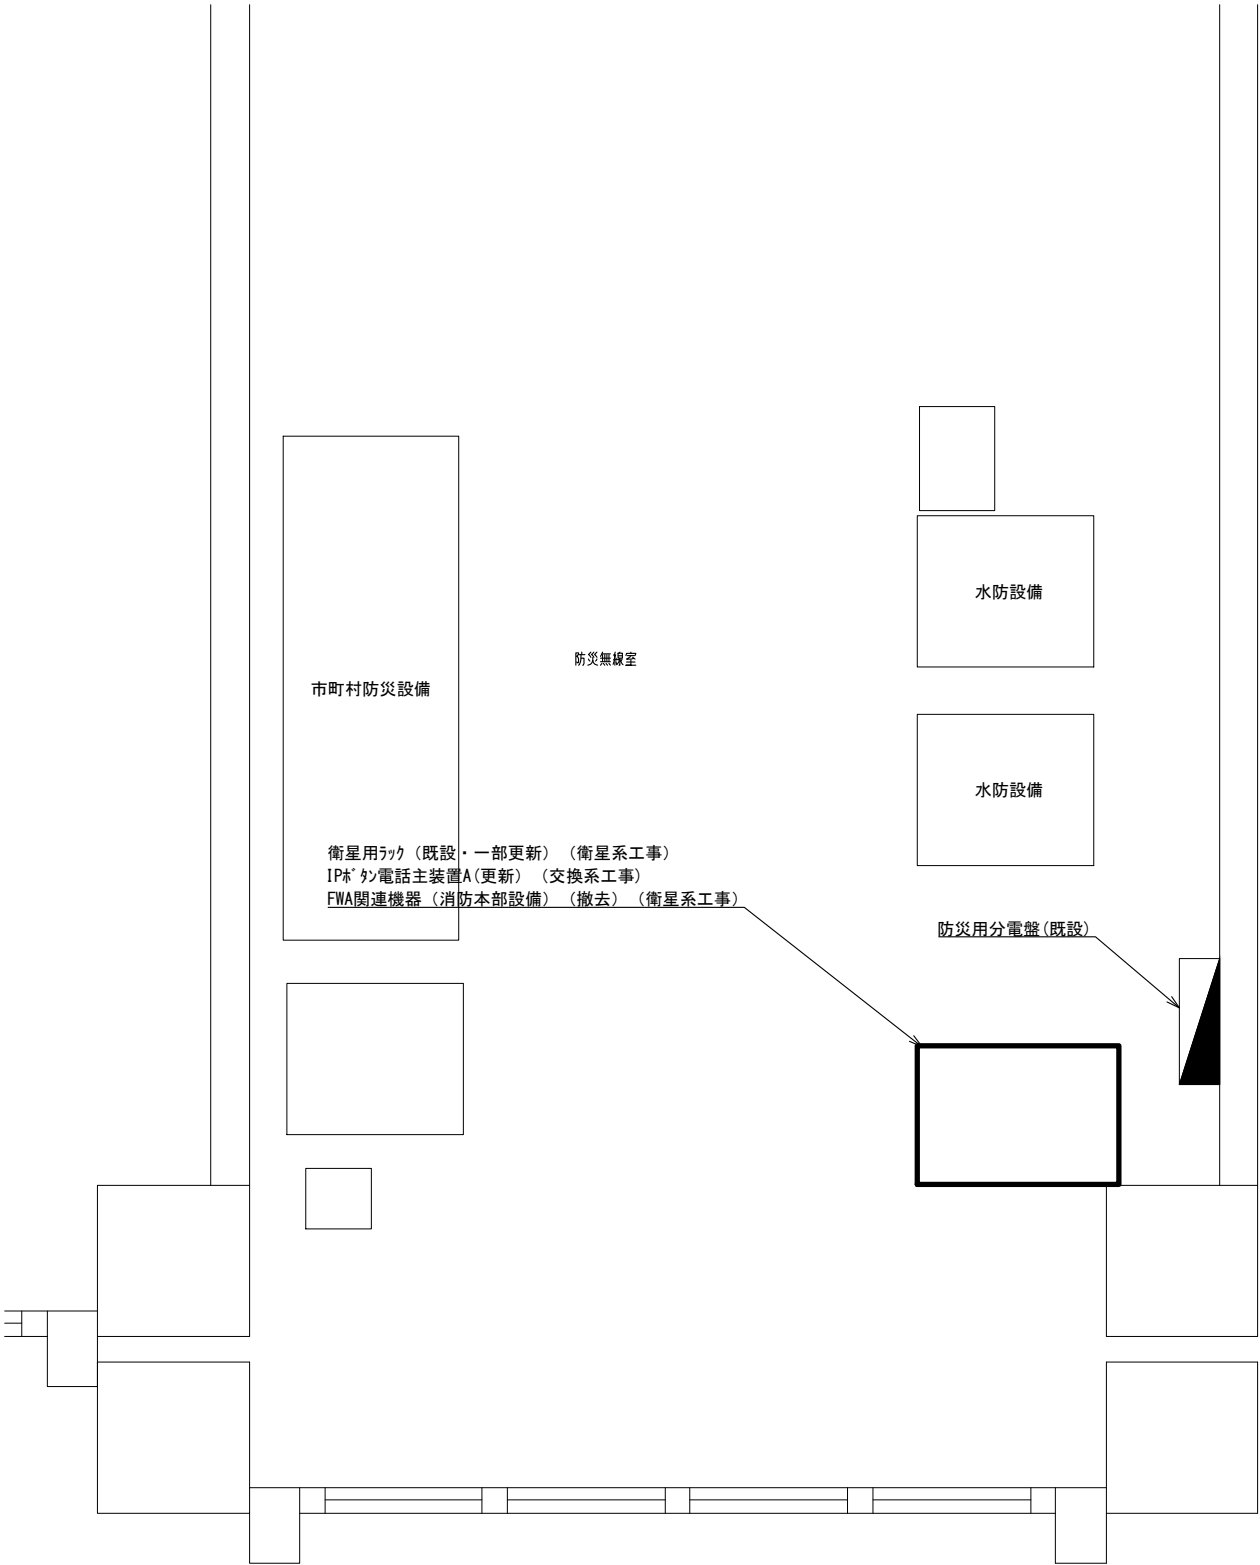 水防設備
防災無線室
市町村防災設備
水防設備
衛星用ﾗｯｸ（既設・一部更新）（衛星系工事）
IPﾎﾞﾀﾝ電話主装置A(更新）（交換系工事）
FWA関連機器（消防本部設備）（撤去）（衛星系工事）
防災用分電盤(既設)